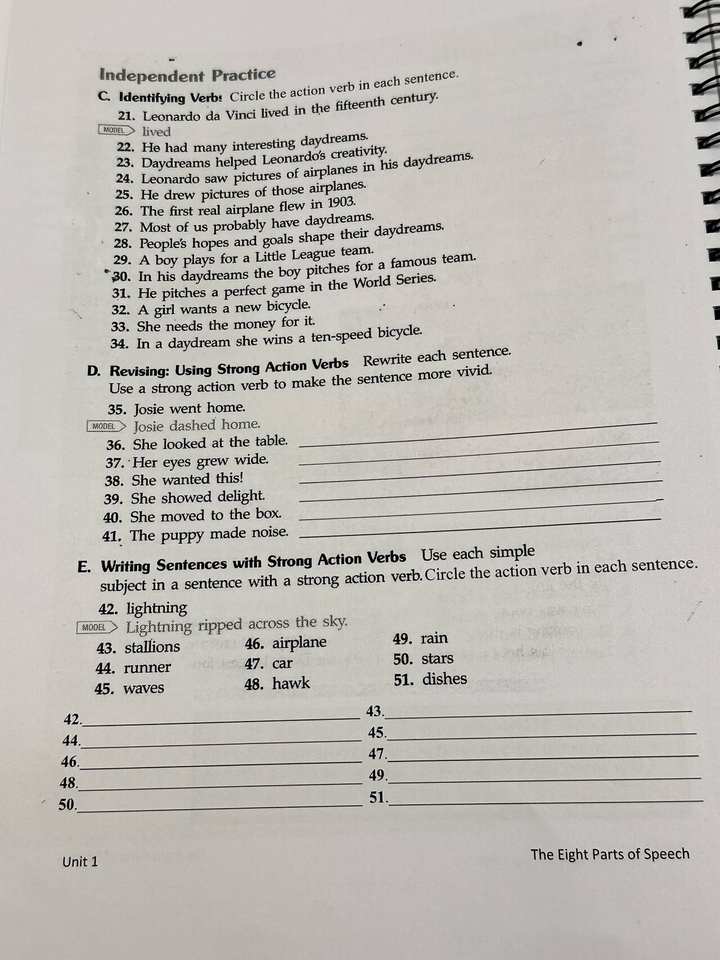 Independent Practice
C. Identifying Verbs Circle the action verb in each sentence.
21. Leonardo da Vinci lived in the fifteenth century.
MODEL lived
22. He had many interesting daydreams.
23. Daydreams helped Leonardo's creativity.
24. Leonardo saw pictures of airplanes in his daydreams.
25. He drew pictures of those airplanes.
26. The first real airplane flew in 1903.
27. Most of us probably have daydreams.
28. People's hopes and goals shape their daydreams.
29. A boy plays for a Little League team.
30. In his daydreams the boy pitches for a famous team.
31. He pitches a perfect game in the World Series.
32. A girl wants a new bicycle.
33. She needs the money for it.
34. In a daydream she wins a ten-speed bicycle.
D. Revising: Using Strong Action Verbs Rewrite each sentence.
Use a strong action verb to make the sentence more vivid.
35. Josie went home.
MODEL Josie dashed home.
36. She looked at the table.
37. Her eyes grew wide.
38. She wanted this!
39. She showed delight.
40. She moved to the box.
41. The puppy made noise.
E. Writing Sentences with Strong Action Verbs Use each simple
subject in a sentence with a strong action verb. Circle the action verb in each sentence.
42. lightning
MODEL Lightning ripped across the sky.
43. stallions 46. airplane 49. rain
44. runner 47. car 50. stars
45. waves 48. hawk 51. dishes
42. 43.
44. 45.
46. 47.
48. 49.
50. 51.
Unit 1 The Eight Parts of Speech